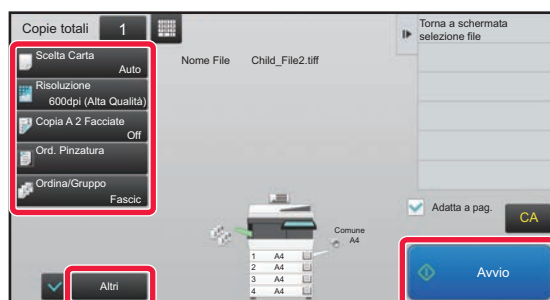 Copie totali 1
Torna a schermata
selezione file
Nome File Child_File2.tiff
Scelta Carta
Auto
Risoluzione
600dpi (Alta Qualità)
Copia A 2 Facciate
Off
Ord. Pinzatura
Ordina/Gruppo
Fascic
Adatta a pag.
CA
Comune
A4
1 A4
2 A4
3 A4
4 A4
Altri
Avvio